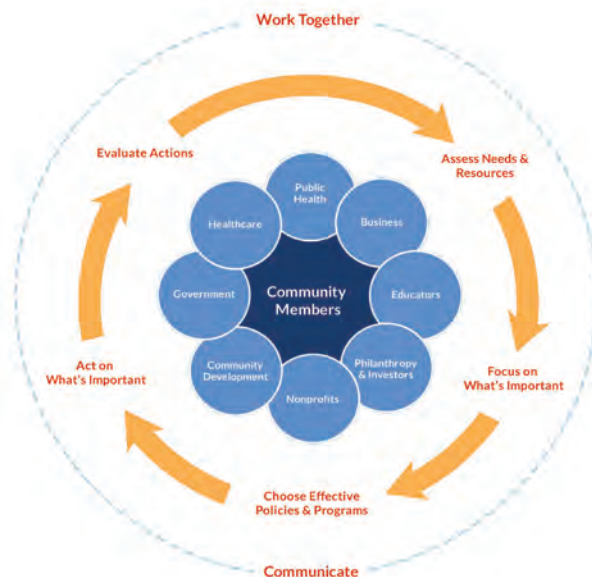 Work Together
Evaluate Actions
Assess Needs &
Resources
Public
Health
Healthcare
Business
Government
Community
Members
Educators
Act on
What's Important
Community
Development
Philanthropy
& Investors
Focus on
What's Important
Nonprofits
Choose Effective
Policies & Programs
Communicate